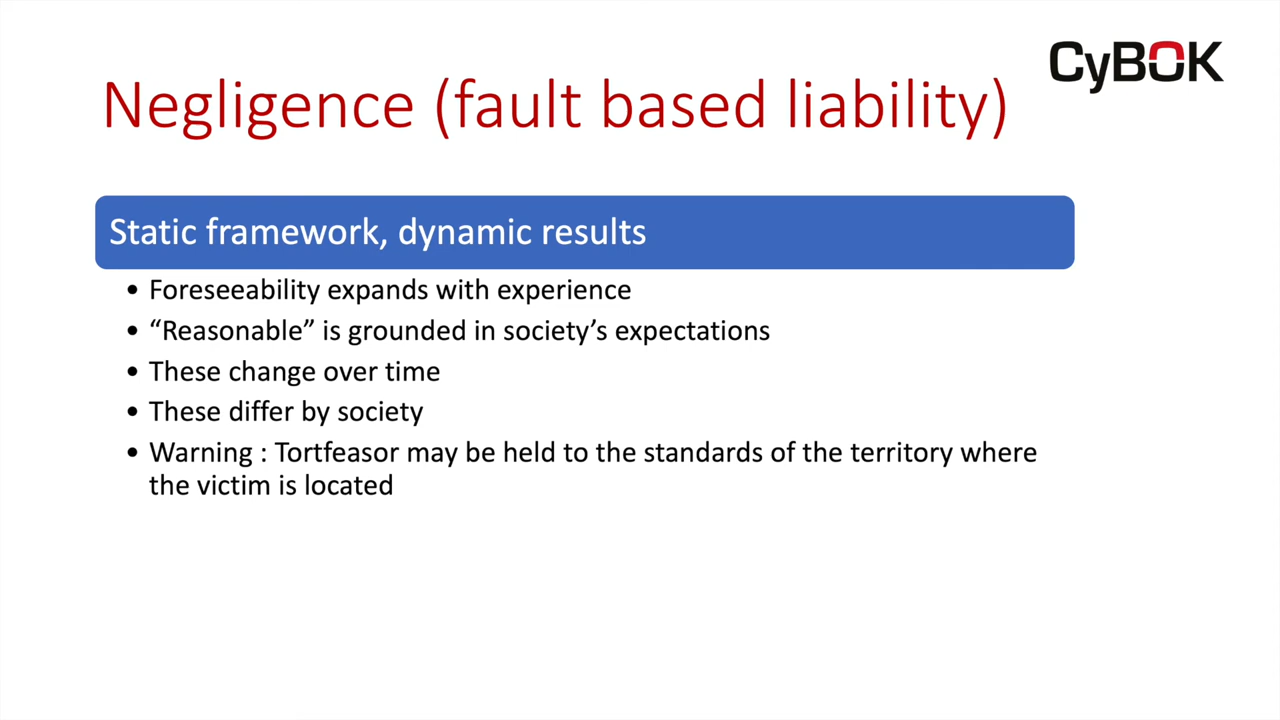 CyBOK
Negligence (fault based liability)
Static framework, dynamic results
• Foreseeability expands with experience
• “Reasonable” is grounded in society’s expectations
• These change over time
• These differ by society
• Warning : Tortfeasor may be held to the standards of the territory where
the victim is located